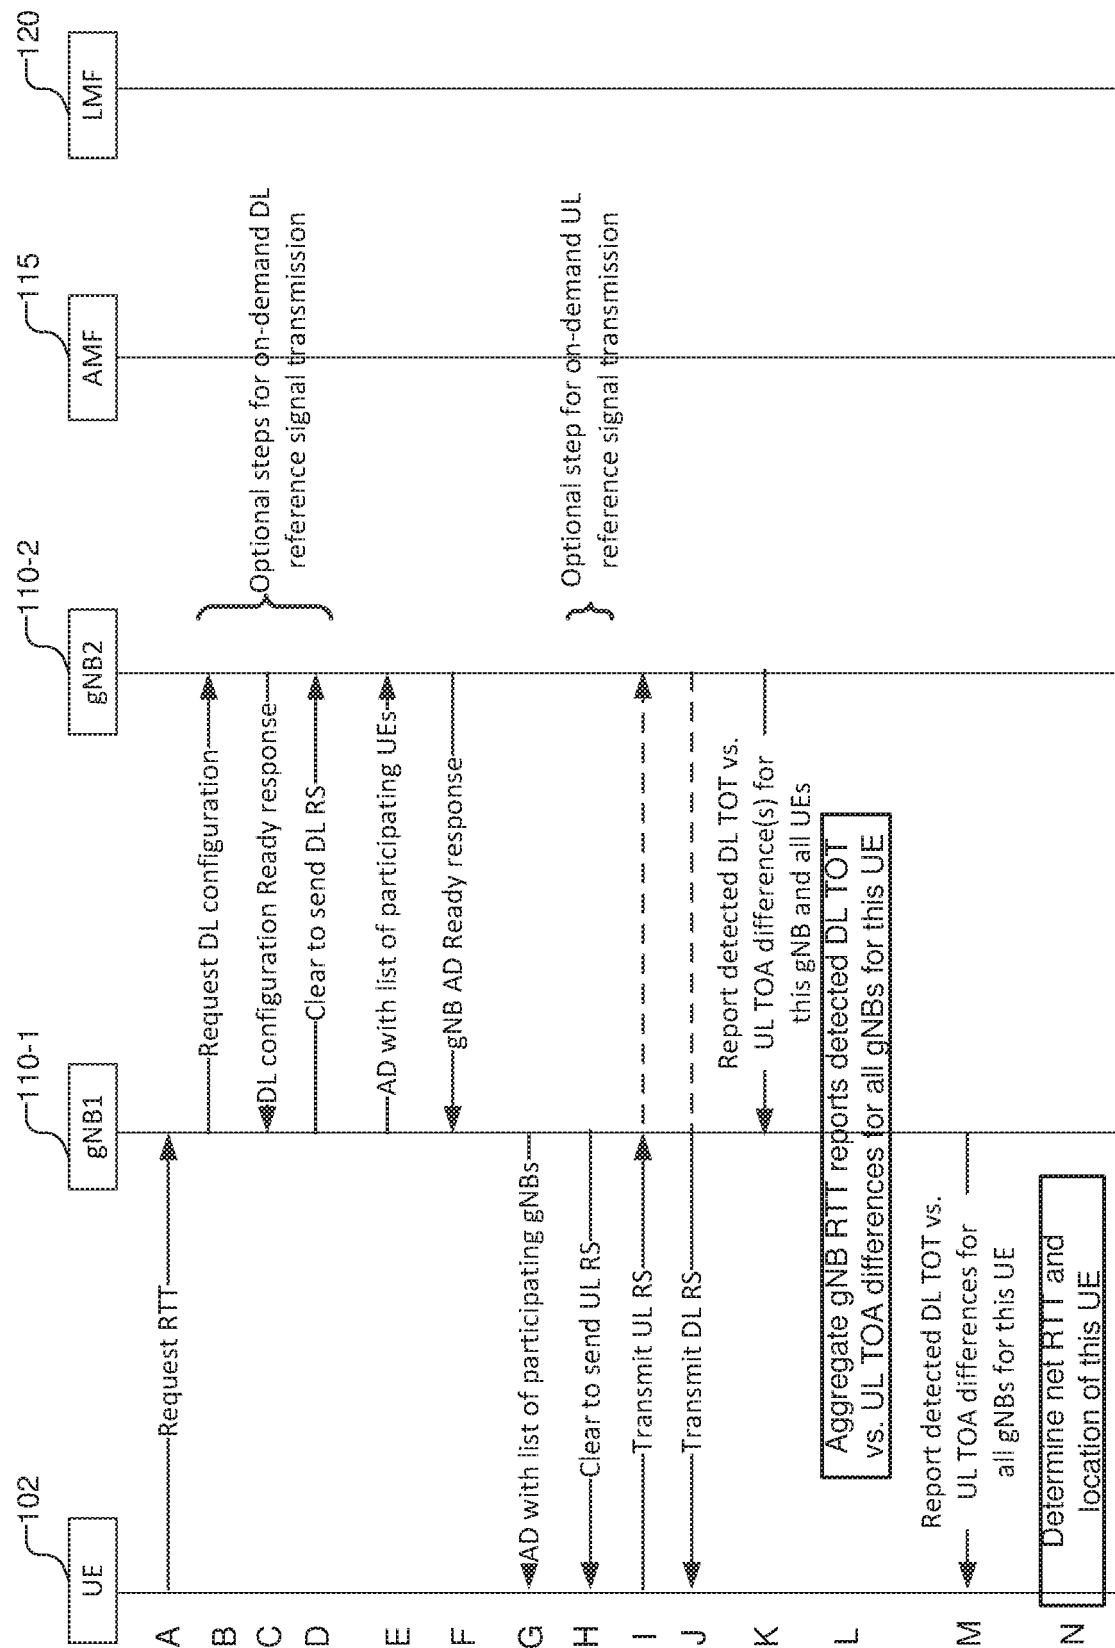 102
110-1
110-2
115
120
UE
gNB1
gNB2
AMF
LMF
A
Request RTT
B
Request DL configuration
C
DL configuration Ready response
D
Clear to send DL RS
Optional steps for on-demand DL
reference signal transmission
E
AD with list of participating UEs
F
gNB AD Ready response
G
AD with list of participating gNBs
H
Clear to send UL RS
Optional step for on-demand UL
reference signal transmission
I
Transmit UL RS
J
Transmit DL RS
K
Report detected DL TOT vs.
UL TOA difference(s) for
this gNB and all UEs
L
Aggregate gNB RTT reports detected DL TOT
vs. UL TOA differences for all gNBs for this UE
M
Report detected DL TOT vs.
UL TOA differences for
all gNBs for this UE
N
Determine net RTT and
location of this UE